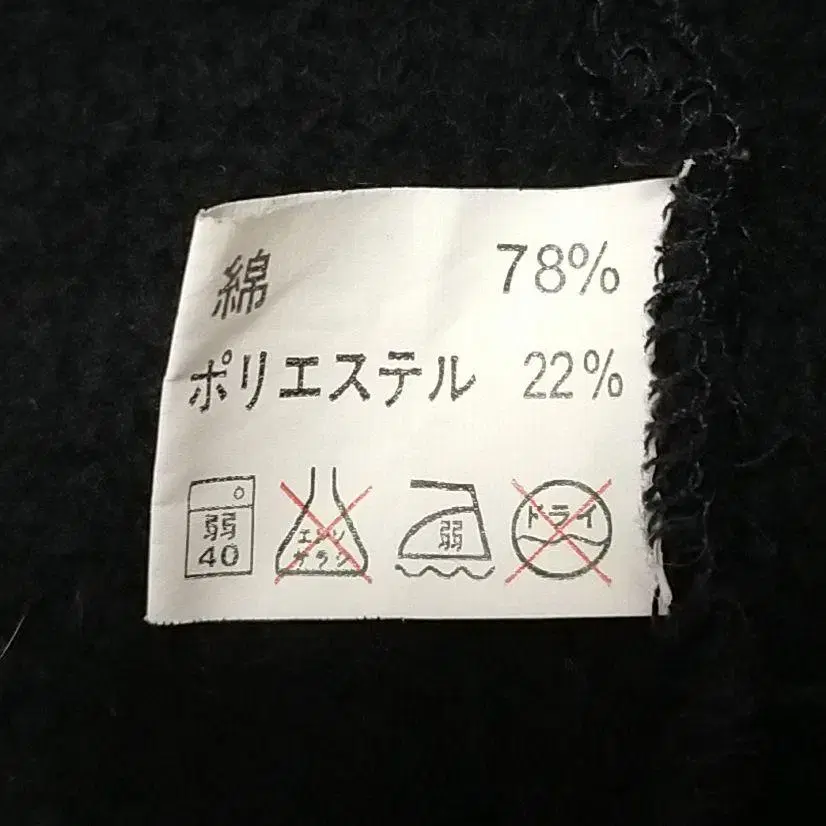 綿 78%
ポリエステル 22%
弱 40
エンソ サラシ
弱
ドライ